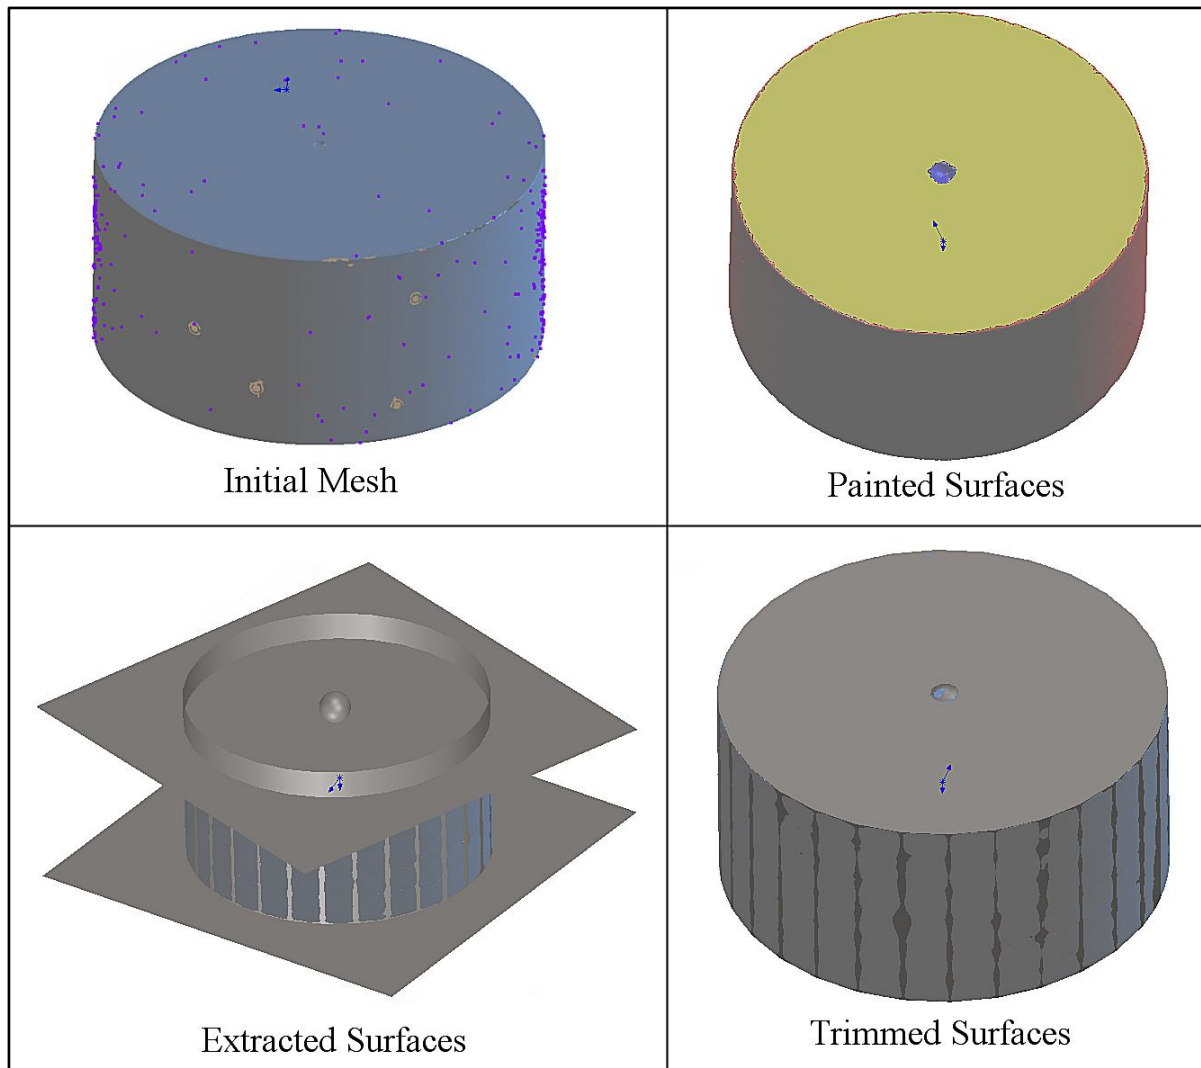 Initial Mesh
Painted Surfaces
Extracted Surfaces
Trimmed Surfaces